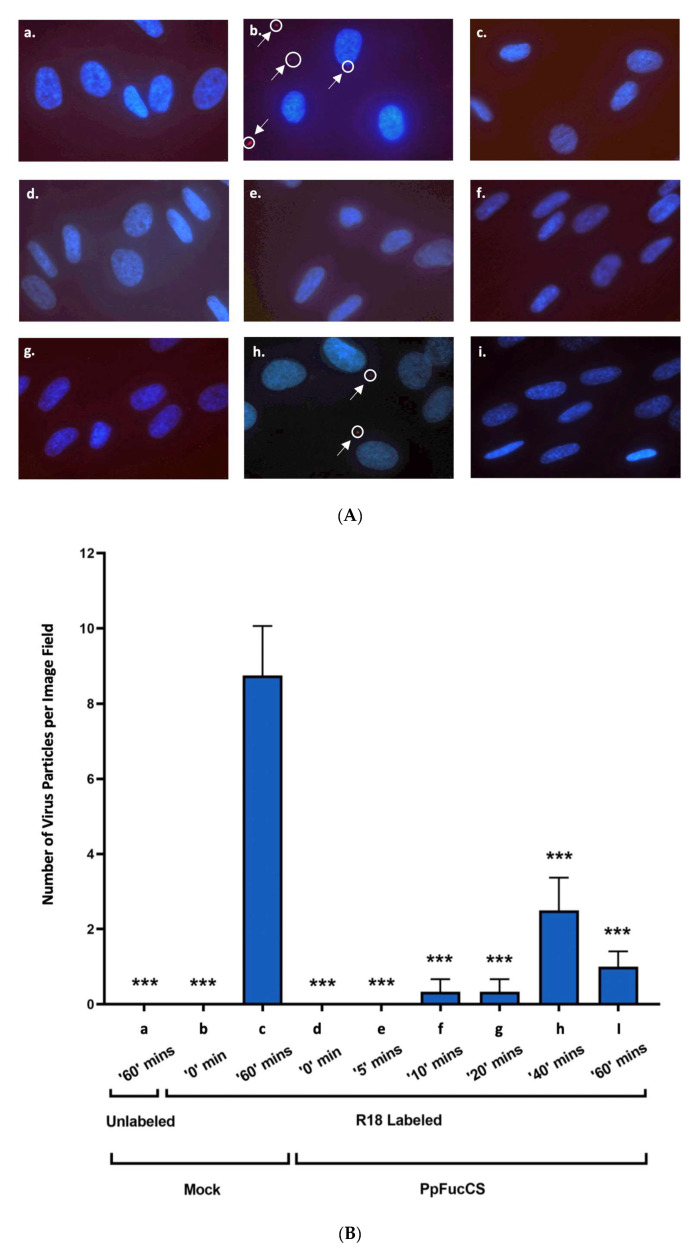 a. b. c.
d. e. f.
g. h. i.
(A)
12
10
8
6
4
2
0
Number of Virus Particles per Image Field
*** *** *** *** *** *** *** ***
a b c d e f g h I
'60' mins '0' min '60' mins '0' min '5' mins '10' mins '20' mins '40' mins '60' mins
Unlabeled R18 Labeled
Mock PpFucCS
(B)